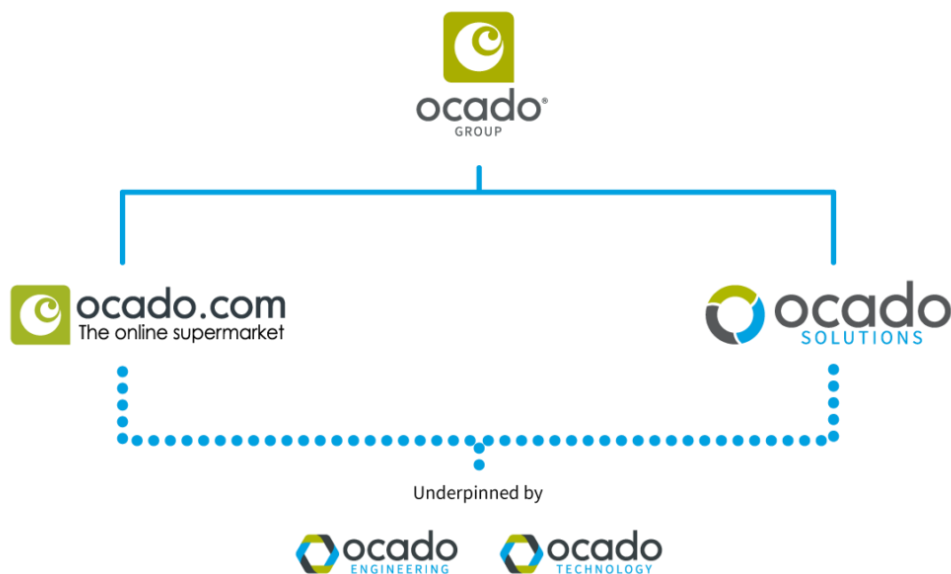 ocado®
GROUP
ocado.com
The online supermarket
ocado
SOLUTIONS
Underpinned by
ocado
ENGINEERING
ocado
TECHNOLOGY